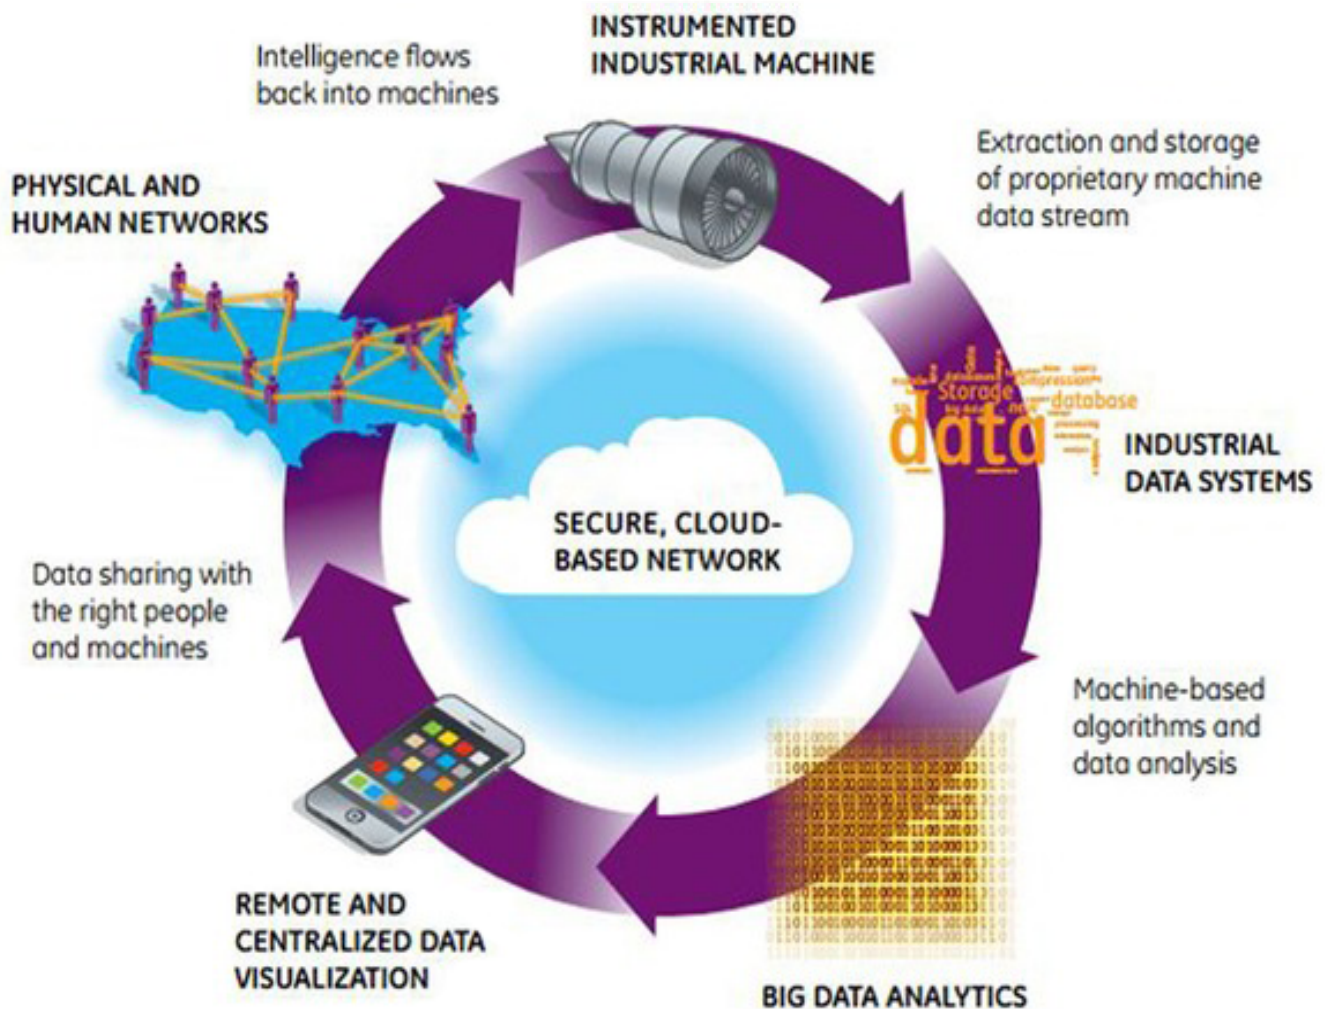 INSTRUMENTED
INDUSTRIAL MACHINE
Intelligence flows
back into machines
Extraction and storage
of proprietary machine
data stream
PHYSICAL AND
HUMAN NETWORKS
Storage
compression
database
data
INDUSTRIAL
DATA SYSTEMS
SECURE, CLOUD-
BASED NETWORK
Data sharing with
the right people
and machines
Machine-based
algorithms and
data analysis
REMOTE AND
CENTRALIZED DATA
VISUALIZATION
BIG DATA ANALYTICS